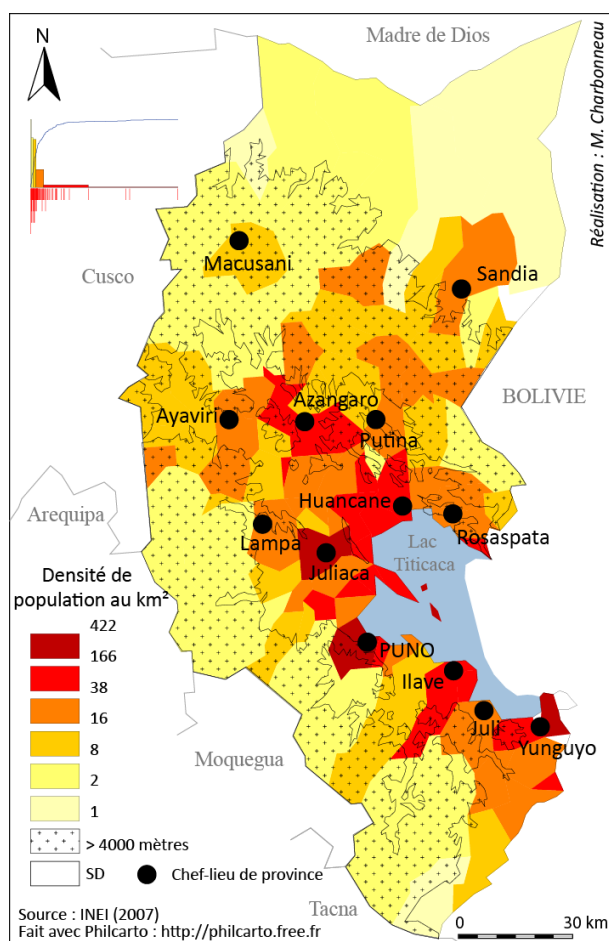 Madre de Dios
N
Réalisation : M. Charbonneau
Macusani
Sandia
Cusco
BOLIVIE
Azangaro
Ayaviri
Putina
Huancane
Arequipa
Lampa
Rosaspata
Lac
Titicaca
Juliaca
Densité de
population au km²
422
166
38
16
8
2
1
> 4000 mètres
SD
Chef-lieu de province
PUNO
Ilave
Juli
Yunguyo
Moquegua
Tacna
0 30 km
Source : INEI (2007)
Fait avec Philcarto : http://philcarto.free.fr